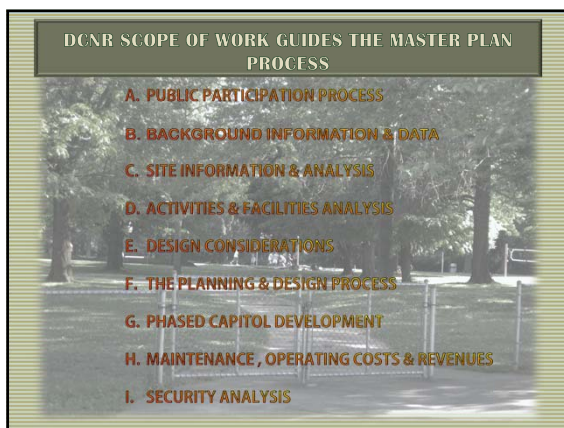 DCNR SCOPE OF WORK GUIDES THE MASTER PLAN
PROCESS
A. PUBLIC PARTICIPATION PROCESS
B. BACKGROUND INFORMATION & DATA
C. SITE INFORMATION & ANALYSIS
D. ACTIVITIES & FACILITIES ANALYSIS
E. DESIGN CONSIDERATIONS
F. THE PLANNING & DESIGN PROCESS
G. PHASED CAPITOL DEVELOPMENT
H. MAINTENANCE , OPERATING COSTS & REVENUES
I. SECURITY ANALYSIS